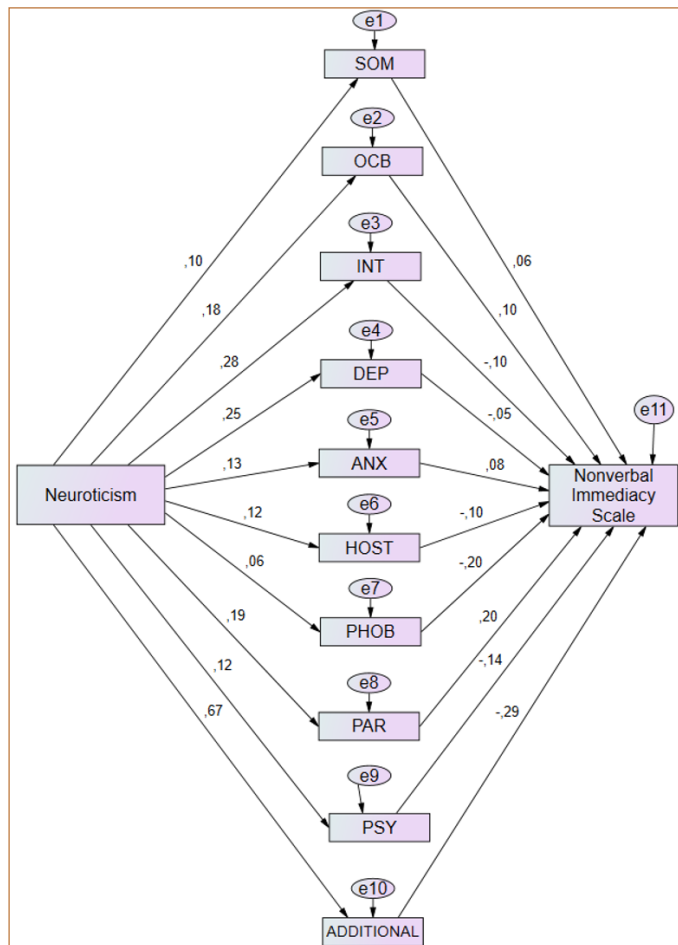 e1
SOM
e2
OCB
e3
INT
,10
,06
,18
,10
e4
,28
-,10
DEP
,25
-,05
e5
e11
,13
ANX
,08
Neuroticism
Nonverbal
Immediacy
Scale
e6
,12
-,10
HOST
,06
-,20
e7
,19
PHOB
,20
,12
-,14
e8
,67
-,29
PAR
e9
PSY
e10
ADDITIONAL